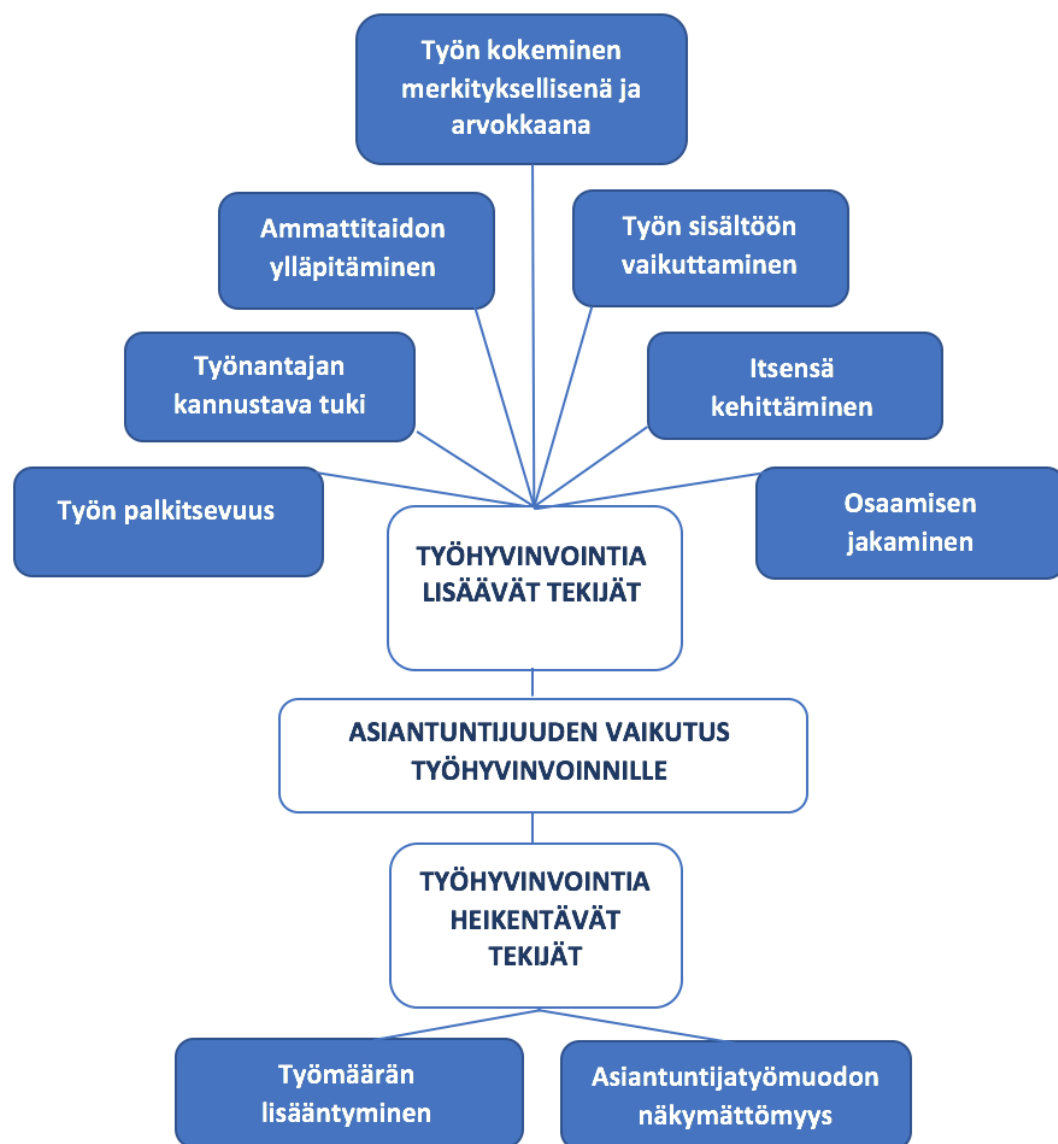 Työn kokeminen
merkityksellisenä ja
arvokkaana
Ammattitaidon
ylläpitäminen
Työn sisältöön
vaikuttaminen
Työnantajan
kannustava tuki
Itsensä
kehittäminen
Työn palkitsevuus
Osaamisen
jakaminen
TYÖHYVINVOINTIA
LISÄÄVÄT TEKIJÄT
ASIANTUNTIJUUDEN VAIKUTUS
TYÖHYVINVOINNILLE
TYÖHYVINVOINTIA
HEIKENTÄVÄT
TEKIJÄT
Työmäärän
lisääntyminen
Asiantuntijatyömuodon
näkymättömyys